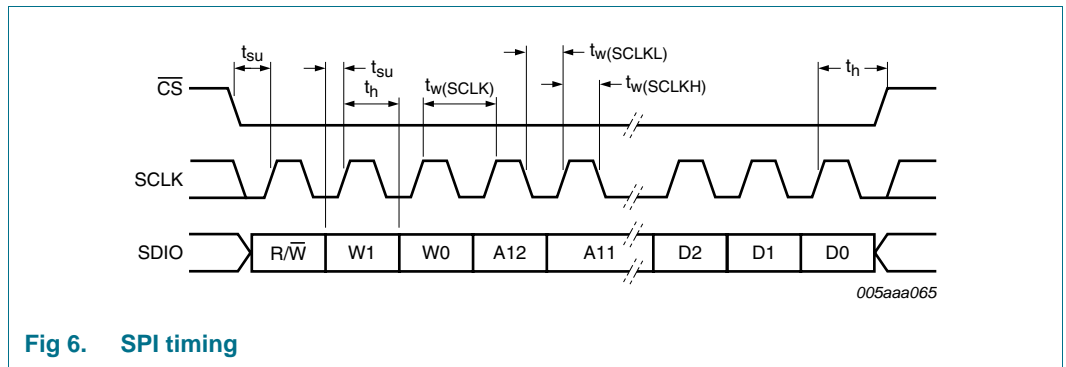 tsu
tsu
th
tw(SCLK)
tw(SCLKL)
tw(SCLKH)
th
CS
SCLK
SDIO R/W W1 W0 A12 A11 D2 D1 D0
005aaa065
Fig 6. SPI timing